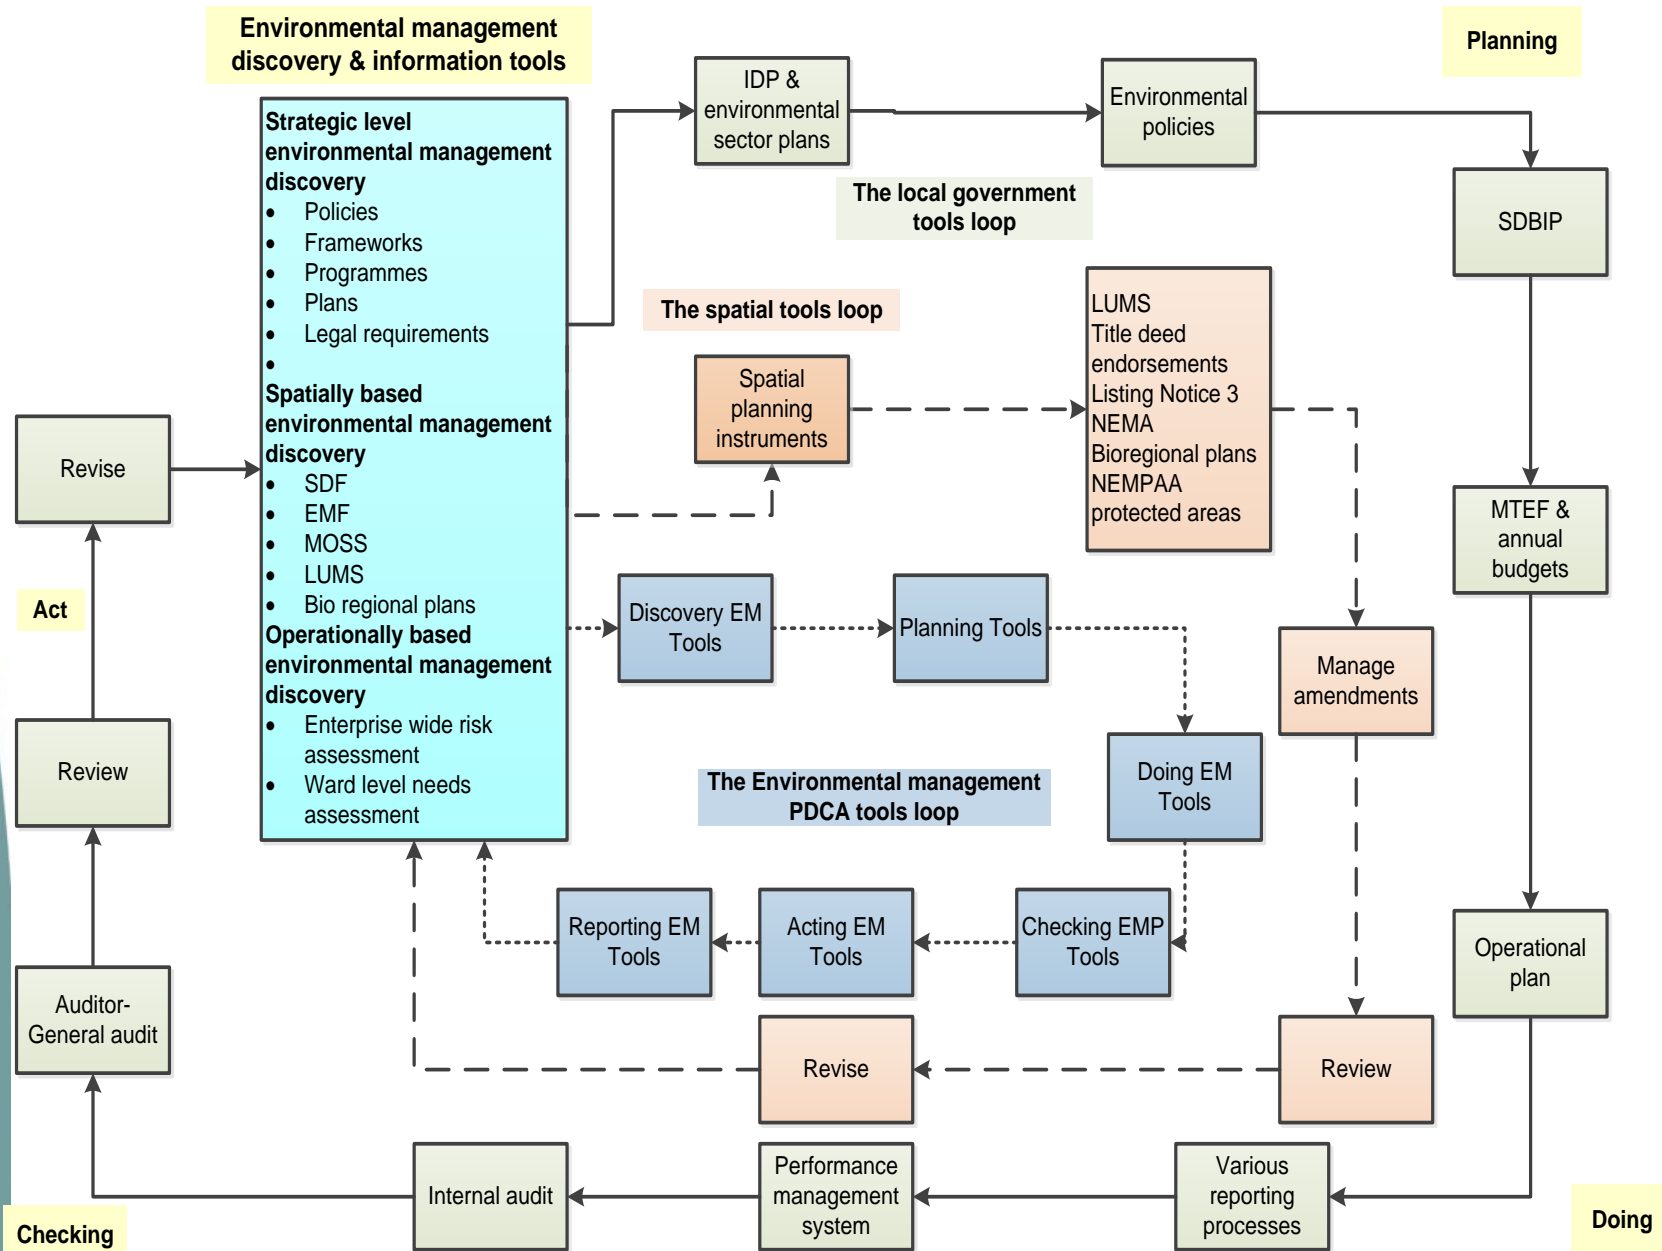 Environmental management
discovery & information tools
Planning
Strategic level
environmental management
discovery
• Policies
• Frameworks
• Programmes
• Plans
• Legal requirements
•
Spatially based
environmental management
discovery
• SDF
• EMF
• MOSS
• LUMS
• Bio regional plans
Operationally based
environmental management
discovery
• Enterprise wide risk
assessment
• Ward level needs
assessment
IDP &
environmental
sector plans
Environmental
policies
The local government
tools loop
SDBIP
The spatial tools loop
Spatial
planning
instruments
LUMS
Title deed
endorsements
Listing Notice 3
NEMA
Bioregional plans
NEMPAA
protected areas
MTEF &
annual
budgets
Discovery EM
Tools
Planning Tools
Manage
amendments
Doing EM
Tools
The Environmental management
PDCA tools loop
Reporting EM
Tools
Acting EM
Tools
Checking EMP
Tools
Operational
plan
Revise
Review
Revise
Act
Review
Auditor-
General audit
Internal audit
Performance
management
system
Various
reporting
processes
Checking
Doing